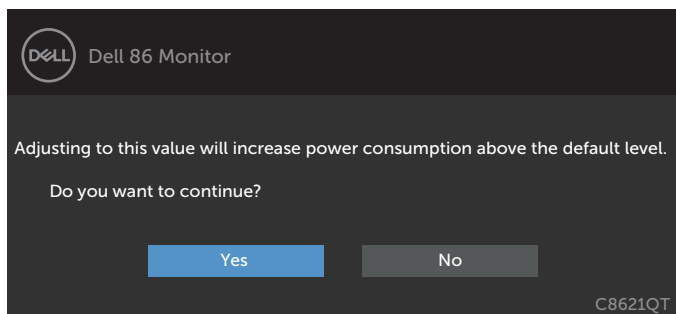 DELL
Dell 86 Monitor
Adjusting to this value will increase power consumption above the default level.
Do you want to continue?
Yes
No
C8621QT